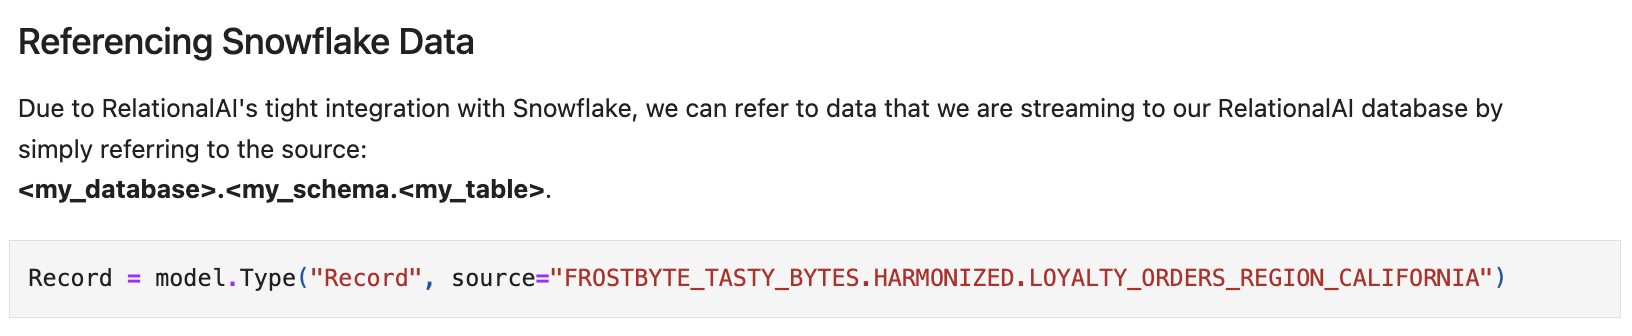 Referencing Snowflake Data
Due to RelationalAI's tight integration with Snowflake, we can refer to data that we are streaming to our RelationalAI database by
simply referring to the source:
<my_database>.<my_schema.<my_table>.
Record = model.Type("Record", source="FROSTBYTE_TASTY_BYTES.HARMONIZED.LOYALTY_ORDERS_REGION_CALIFORNIA")